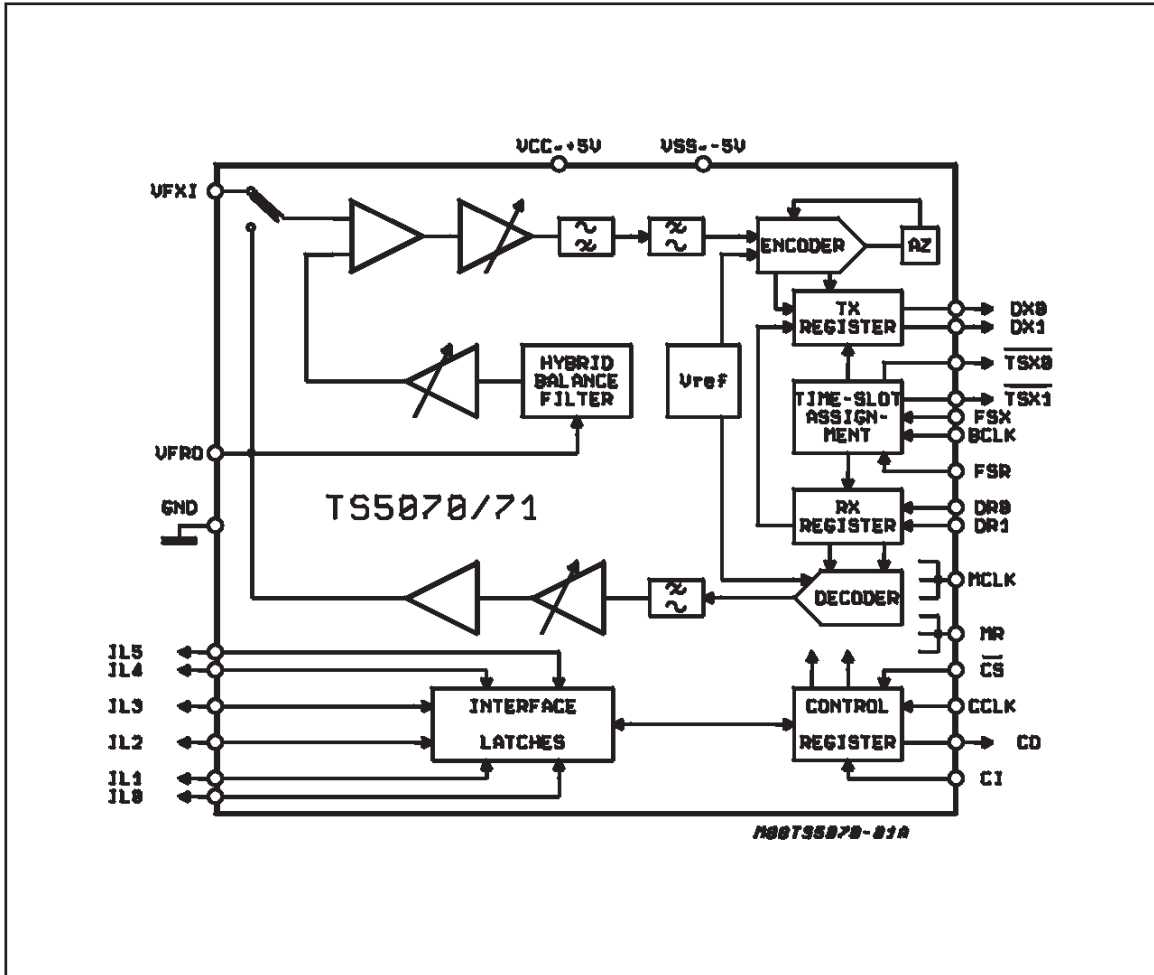 VCC=+5V
VSS=-5V
VFXI
ENCODER
AZ
TX
REGISTER
DX0
DX1
HYBRID
BALANCE
FILTER
Vref
TSX0
TIME-SLOT
ASSIGN-
MENT
TSX1
FSX
BCLK
VFRO
FSR
GND
TS5070/71
RX
REGISTER
DR0
DR1
DECODER
MCLK
MR
IL5
IL4
CS
IL3
INTERFACE
LATCHES
CONTROL
REGISTER
CCLK
IL2
CO
IL1
CI
IL0
M88TS5070-01A